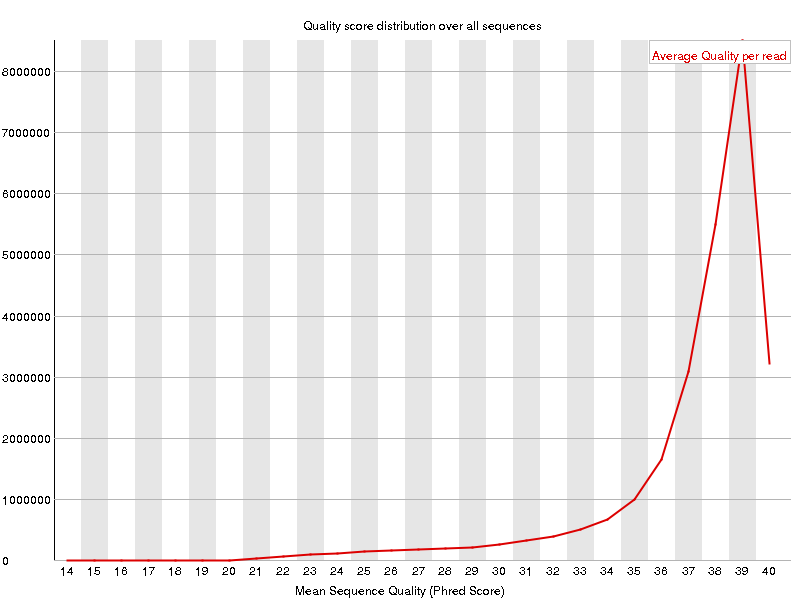 Quality score distribution over all sequences
Average Quality per read
8000000
7000000
6000000
5000000
4000000
3000000
2000000
1000000
0
14 15 16 17 18 19 20 21 22 23 24 25 26 27 28 29 30 31 32 33 34 35 36 37 38 39 40
Mean Sequence Quality (Phred Score)